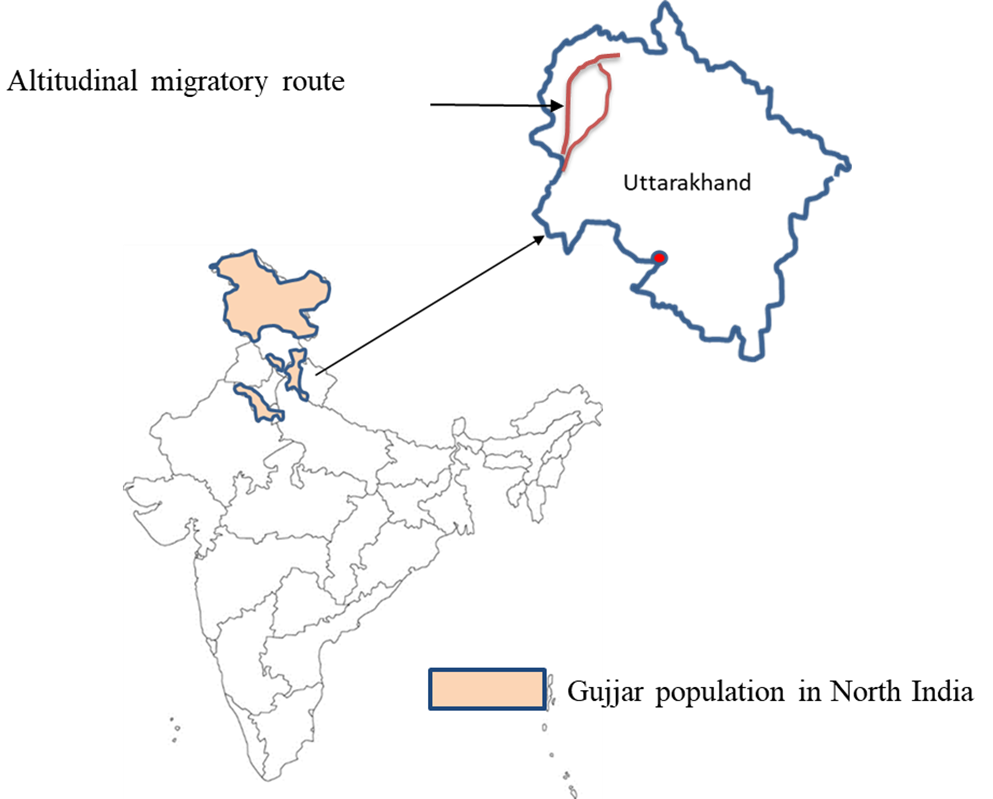 Altitudinal migratory route
Uttarakhand
Gujjar population in North India